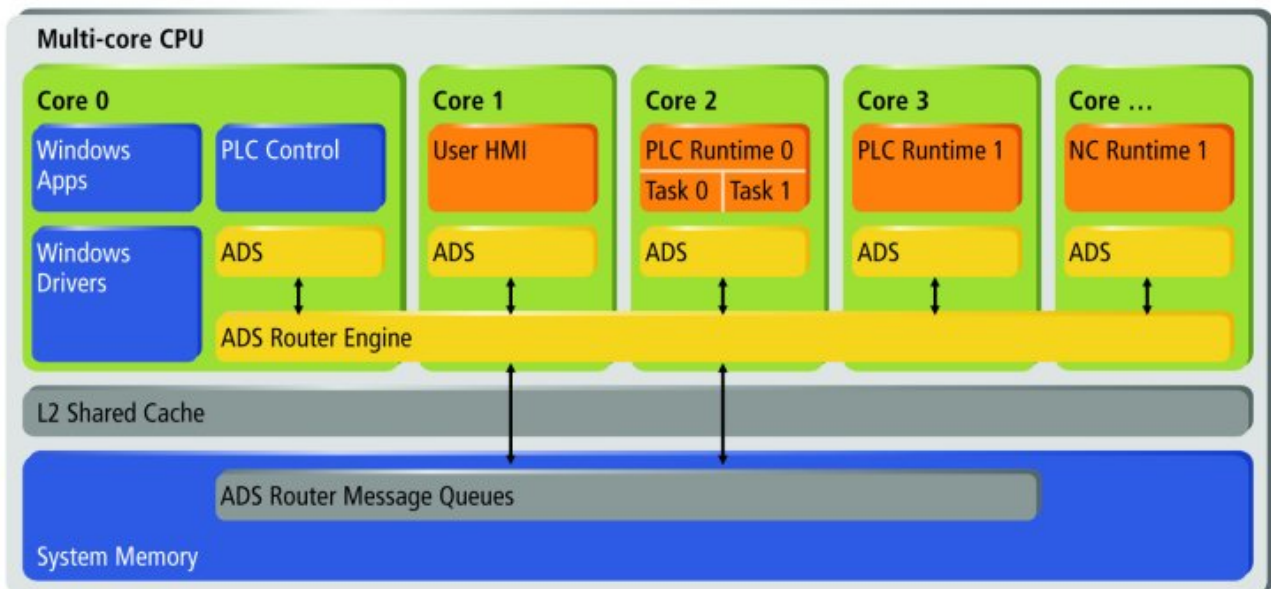 Multi-core CPU
Core 0
Core 1
Core 2
Core 3
Core …
Windows
Apps
PLC Control
User HMI
PLC Runtime 0
Task 0
Task 1
PLC Runtime 1
NC Runtime 1
Windows
Drivers
ADS
ADS
ADS
ADS
ADS
ADS Router Engine
L2 Shared Cache
ADS Router Message Queues
System Memory